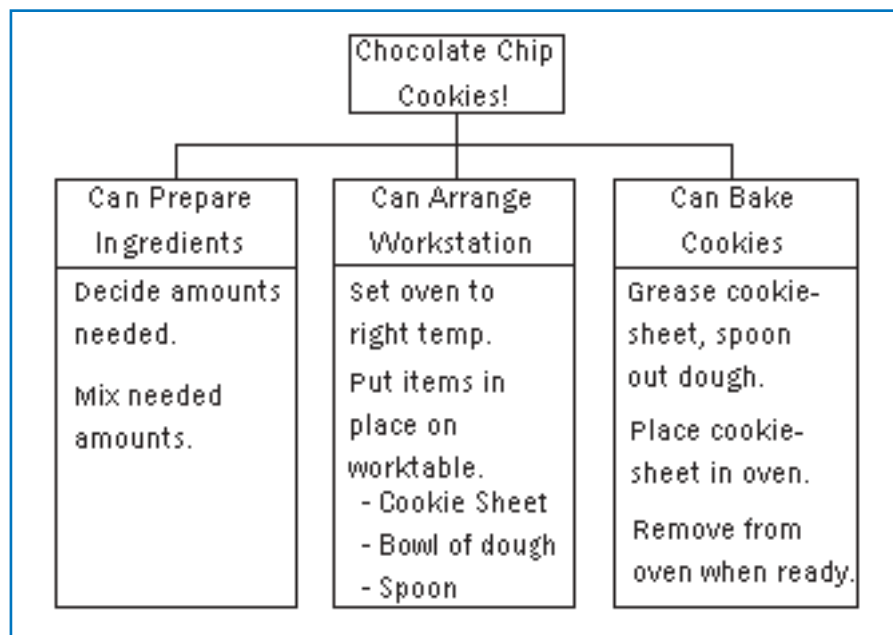 Chocolate Chip
Cookies!
Can Prepare
Ingredients
Decide amounts
needed.
Mix needed
amounts.
Can Arrange
Workstation
Set oven to
right temp.
Put items in
place on
worktable.
- Cookie Sheet
- Bowl of dough
- Spoon
Can Bake
Cookies
Grease cookie-
sheet, spoon
out dough.
Place cookie-
sheet in oven.
Remove from
oven when ready.